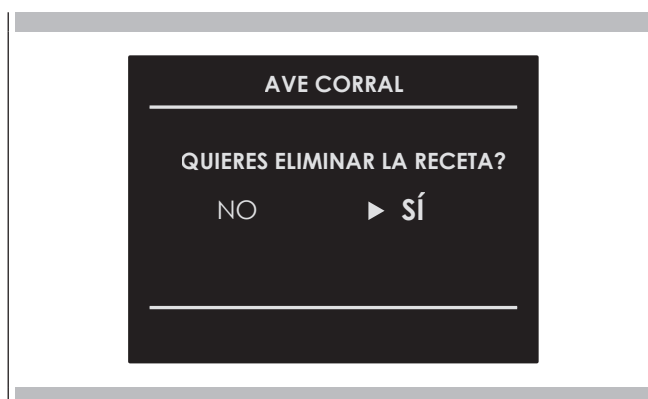 AVE CORRAL
QUIERES ELIMINAR LA RECETA?
NO ▶ SÍ